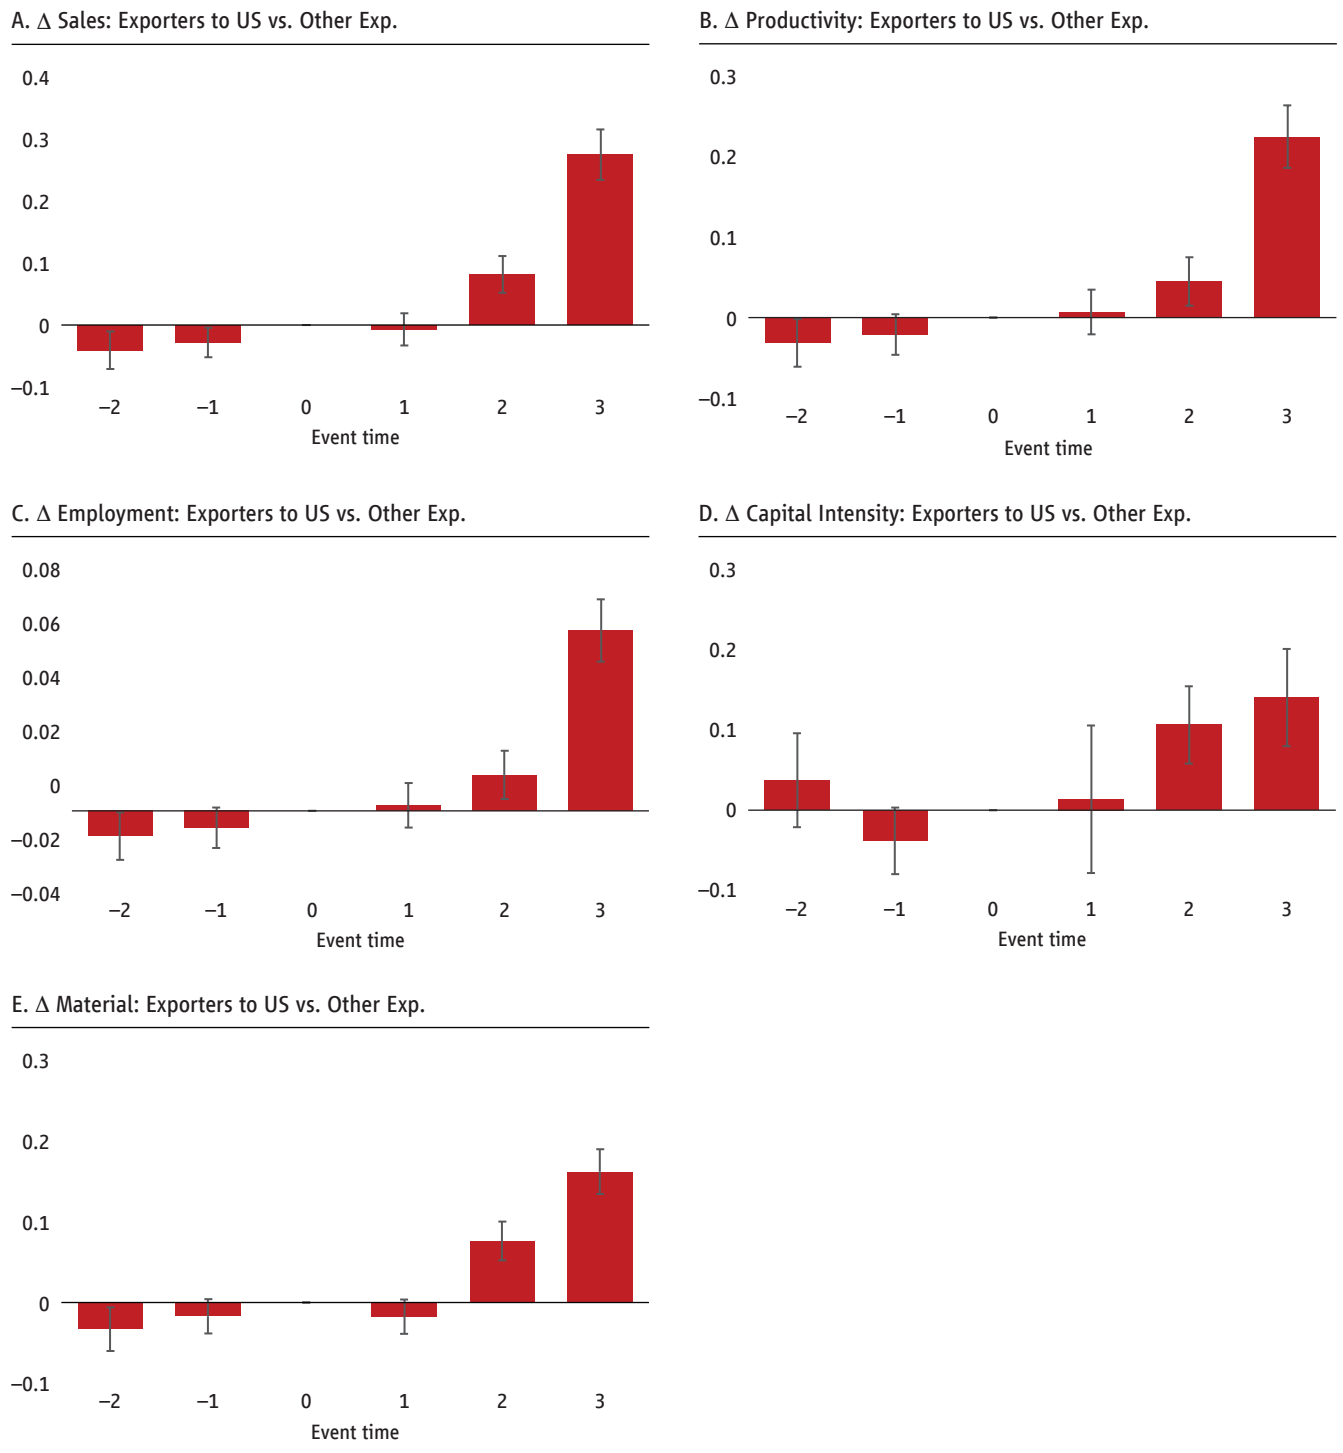 A. Δ Sales: Exporters to US vs. Other Exp.
0.4
0.3
0.2
0.1
0
–0.1
–2 –1 0 1 2 3
Event time
B. Δ Productivity: Exporters to US vs. Other Exp.
0.3
0.2
0.1
0
–0.1
–2 –1 0 1 2 3
Event time
C. Δ Employment: Exporters to US vs. Other Exp.
0.08
0.06
0.04
0.02
0
–0.02
–0.04
–2 –1 0 1 2 3
Event time
D. Δ Capital Intensity: Exporters to US vs. Other Exp.
0.3
0.2
0.1
0
–0.1
–2 –1 0 1 2 3
Event time
E. Δ Material: Exporters to US vs. Other Exp.
0.3
0.2
0.1
0
–0.1
–2 –1 0 1 2 3
Event time